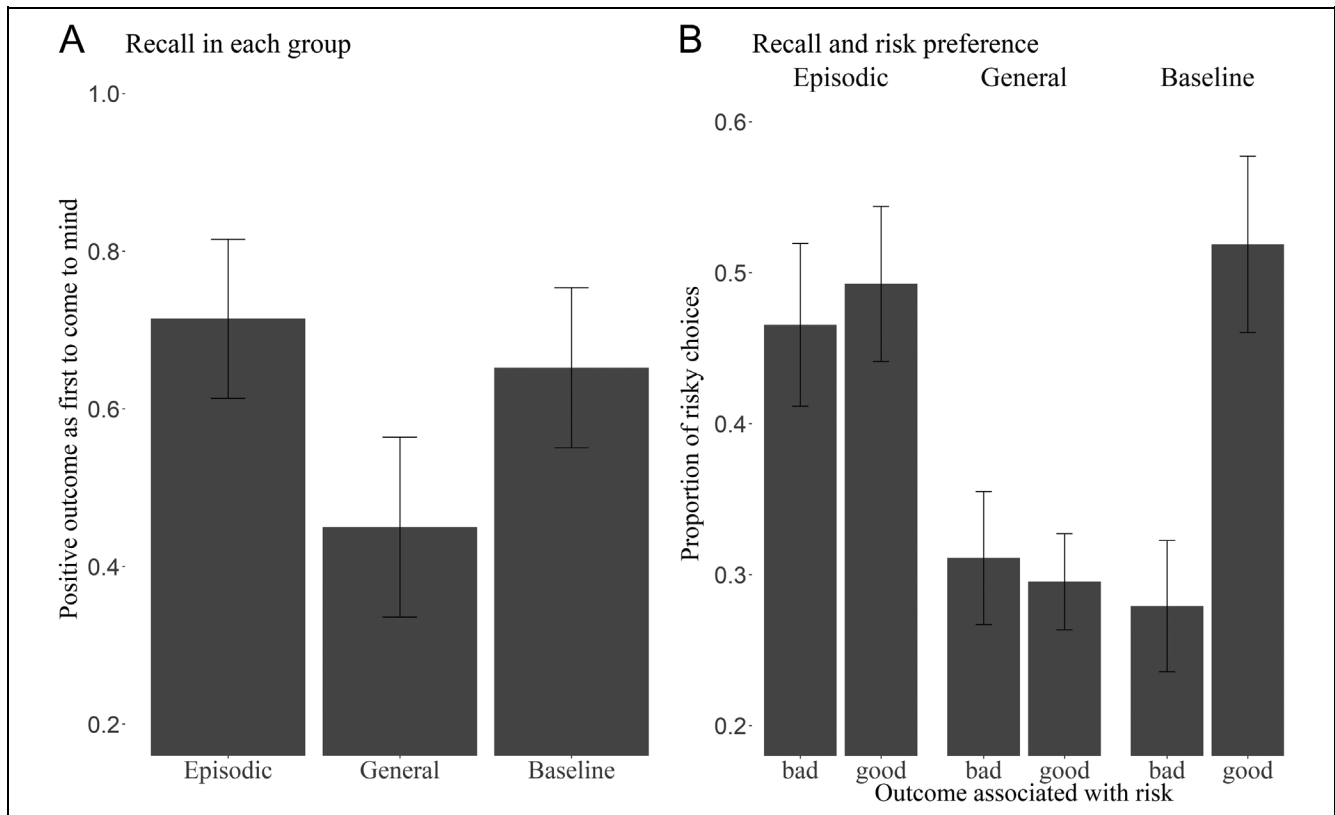 A Recall in each group
Positive outcome as first to come to mind
1.0
0.8
0.6
0.4
0.2
Episodic General Baseline
B Recall and risk preference
Episodic General Baseline
Proportion of risky choices
0.6
0.5
0.4
0.3
0.2
bad good bad good bad good
Outcome associated with risk